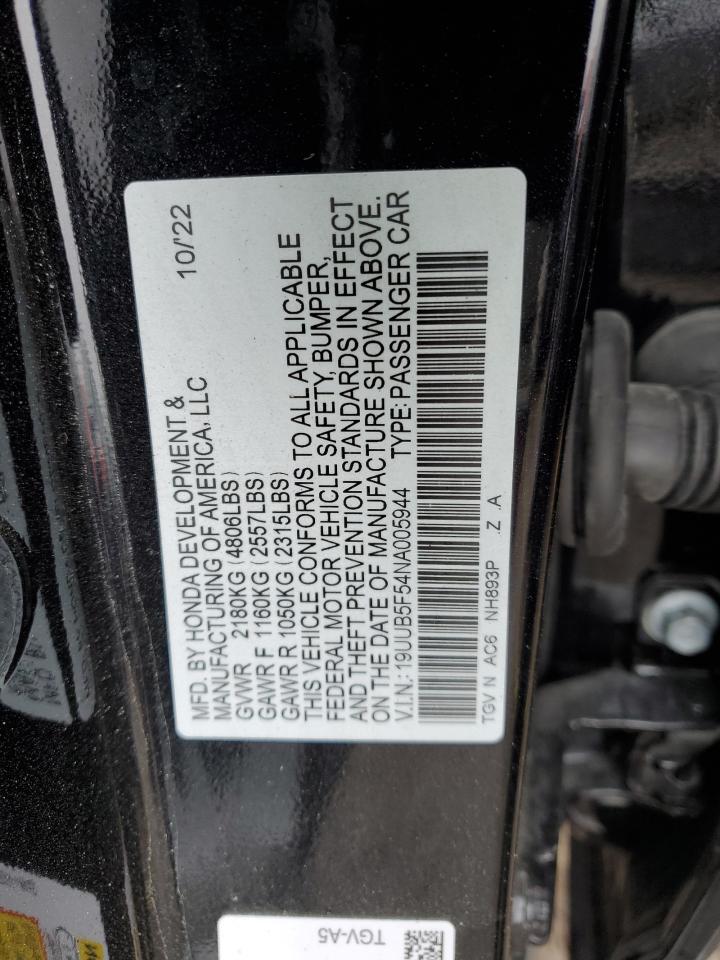 10/'22
MFD. BY HONDA DEVELOPMENT &
MANUFACTURING OF AMERICA, LLC
GVWR 2180KG (4806LBS)
GAWR F 1160KG (2557LBS)
GAWR R 1050KG (2315LBS)
THIS VEHICLE CONFORMS TO ALL APPLICABLE
FEDERAL MOTOR VEHICLE SAFETY, BUMPER,
AND THEFT PREVENTION STANDARDS IN EFFECT
ON THE DATE OF MANUFACTURE SHOWN ABOVE.
V.I.N.: 19UUB5F54NA005944 TYPE: PASSENGER CAR
TGV N AC6 NH893P .Z .A
TGV-A5